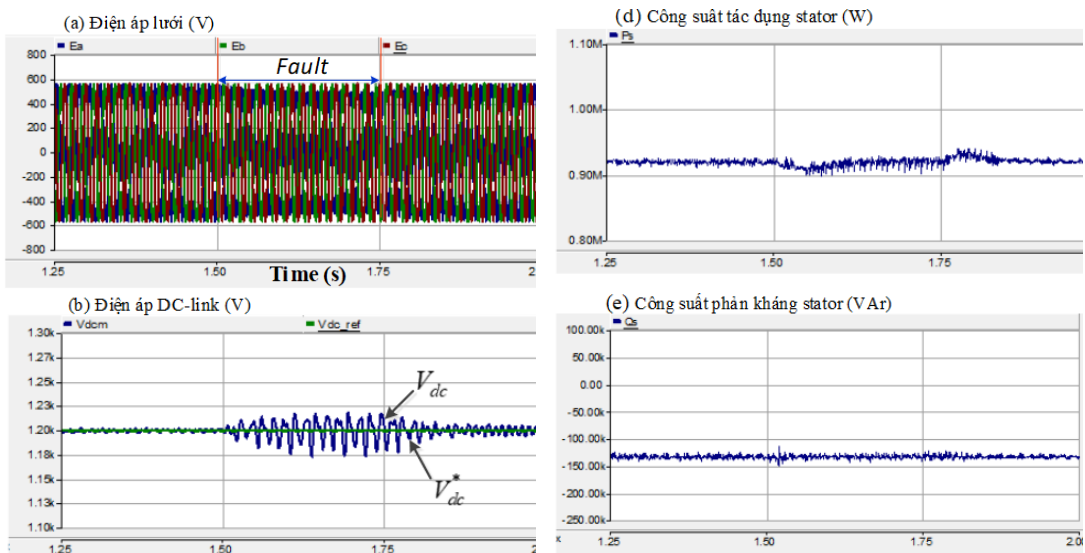 (a) Điện áp lưới (V)
Ea Eb Ec
800
600
400
200
0
-200
-400
-600
-800
Fault
1.25 1.50 Time (s) 1.75 2.0
(b) Điện áp DC-link (V)
Vdcm Vdc_ref
1.30k
1.27k
1.25k
1.23k
1.20k
1.18k
1.15k
1.13k
1.10k
V_dc
V*_dc
1.25 1.50 1.75 2.0
(d) Công suất tác dụng stator (W)
Ps
1.10M
1.00M
0.90M
0.80M
1.25 1.50 1.75
(e) Công suất phản kháng stator (VAr)
Qs
100.00k
50.00k
0.00
-50.00k
-100.00k
-150.00k
-200.00k
-250.00k
x 1.25 1.50 1.75 2.00